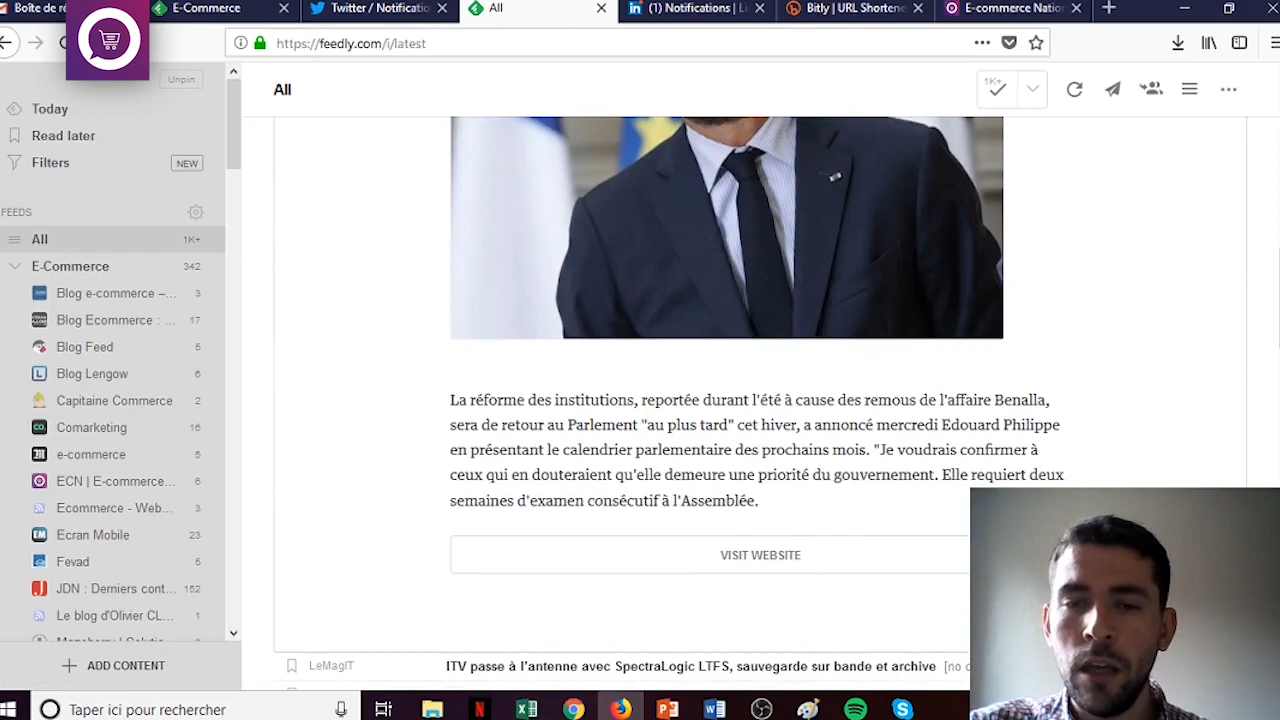 Boîte de ré
E-Commerce
Twitter / Notificatio
All
(1) Notifications | Li
Bitly | URL Shortene
E-commerce Nation
https://feedly.com/i/latest
Unpin
Today
Read later
Filters
NEW
FEEDS
All 1K+
E-Commerce 342
Blog e-commerce –... 3
Blog Ecommerce : ... 17
Blog Feed 5
Blog Lengow 6
Capitaine Commerce 2
Comarketing 16
e-commerce 5
ECN | E-commerce... 6
Ecommerce - Web... 3
Ecran Mobile 23
Fevad 5
JDN : Derniers cont... 152
Le blog d'Olivier CL... 1
ADD CONTENT
All
1K+
La réforme des institutions, reportée durant l'été à cause des remous de l'affaire Benalla,
sera de retour au Parlement "au plus tard" cet hiver, a annoncé mercredi Edouard Philippe
en présentant le calendrier parlementaire des prochains mois. "Je voudrais confirmer à
ceux qui en douteraient qu'elle demeure une priorité du gouvernement. Elle requiert deux
semaines d'examen consécutif à l'Assemblée.
VISIT WEBSITE
LeMagIT
ITV passe à l'antenne avec SpectraLogic LTFS, sauvegarde sur bande et archive [no
Taper ici pour rechercher